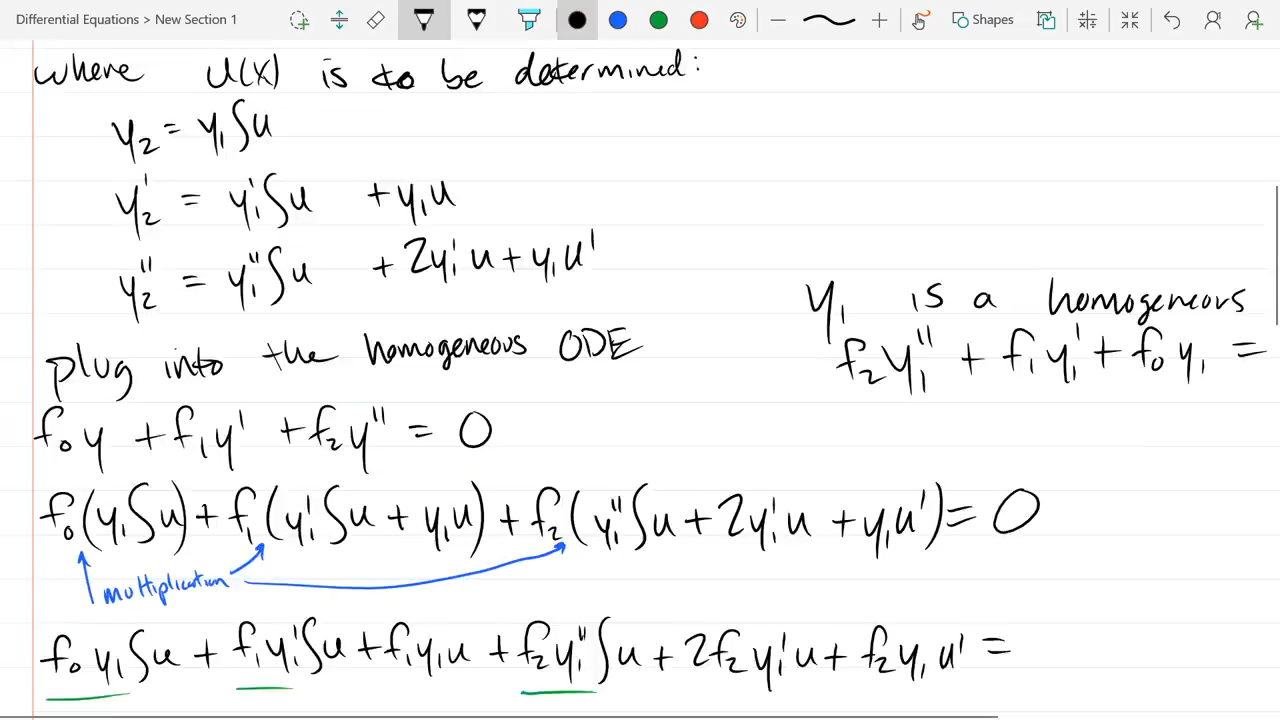 Differential Equations > New Section 1
Shapes
where u(x) is to be determined:
y₂ = y₁∫u
y₂' = y₁'∫u + y₁u
y₂'' = y₁''∫u + 2y₁'u + y₁u'
y₁ is a homogeneous
f₂y₁'' + f₁y₁' + f₀y₁ =
plug into the homogeneous ODE
f₀y + f₁y' + f₂y'' = 0
f₀(y₁∫u) + f₁(y₁'∫u + y₁u) + f₂(y₁''∫u + 2y₁'u + y₁u') = 0
multiplication
f₀y₁∫u + f₁y₁'∫u + f₁y₁u + f₂y₁''∫u + 2f₂y₁'u + f₂y₁u' =